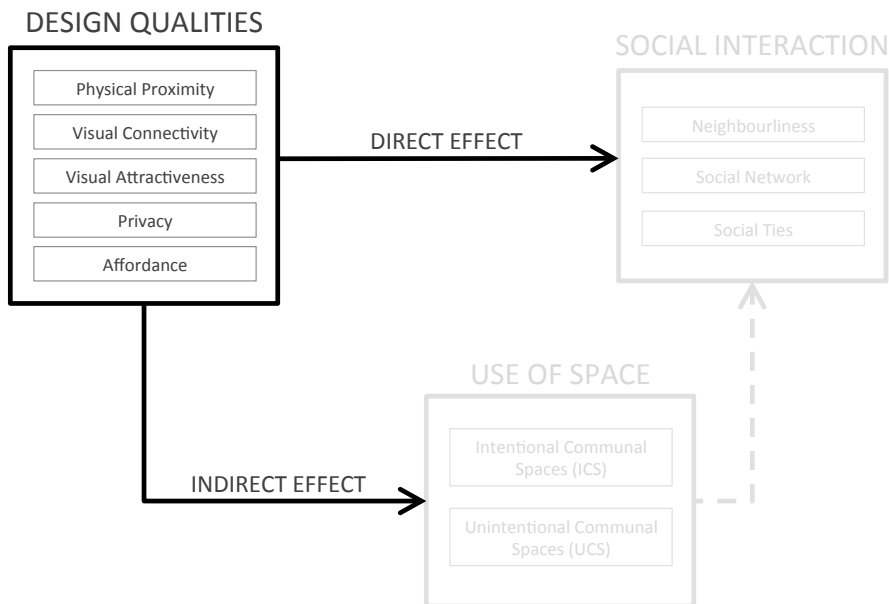 DESIGN QUALITIES
Physical Proximity
Visual Connectivity
Visual Attractiveness
Privacy
Affordance
DIRECT EFFECT
SOCIAL INTERACTION
Neighbourliness
Social Network
Social Ties
INDIRECT EFFECT
USE OF SPACE
Intentional Communal
Spaces (ICS)
Unintentional Communal
Spaces (UCS)